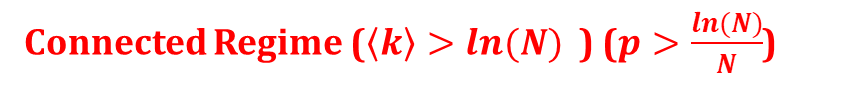 Connected Regime (⟨k⟩ > ln(N) ) (p > ln(N)/N)